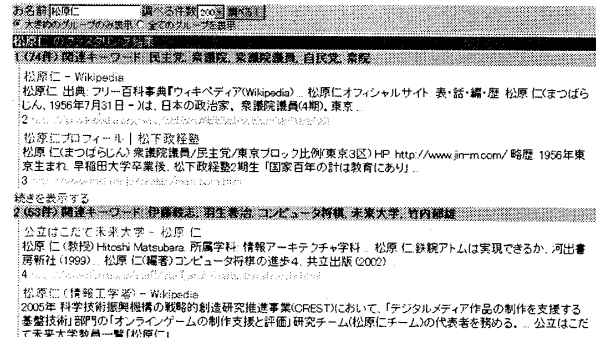 お名前 松原仁 調べる件数 200 調べる!
大きめのグループのみ表示 全てのグループを表示
松原仁 のクラスタリング結果
1 (74件) 関連キーワード: 民主党, 衆議院, 衆議院議員, 自民党, 衆院
松原仁 - Wikipedia
松原仁 出典: フリー百科事典『ウィキペディア(Wikipedia) ... 松原仁オフィシャルサイト. 表・話・編・歴 松原 仁(まつばら
じん, 1956年7月31日 - )は、日本の政治家、 衆議院議員(4期)、東京 ...
2
松原仁プロフィール | 松下政経塾
松原 仁(まつばらじん) 衆議院議員/民主党/東京ブロック比例(東京3区) HP. http://www.jin-m.com/ 略歴. 1956年東
京生まれ, 早稲田大学卒業後、松下政経塾2期生 「国家百年の計は教育にあり」 ...
3
続きを表示する
2 (53件) 関連キーワード: 伊藤毅志, 羽生善治, コンピュータ将棋, 未来大学, 竹内郁雄
公立はこだて未来大学 - 松原 仁
松原 仁 (教授) Hitoshi Matsubara. 所属学科: 情報アーキテクチャ学科 ... 松原 仁:鉄腕アトムは実現できるか、河出書
房新社 (1999) ... 松原 仁(編著):コンピュータ将棋の進歩4、共立出版 (2002) ...
4
松原仁 (情報工学者) - Wikipedia
2005年 科学技術振興機構の戦略的創造研究推進事業(CREST)において、「デジタルメディア作品の制作を支援する
基盤技術」部門の「オンラインゲームの制作支援と評価」研究チーム(松原仁チーム)の代表者を務める。 ... 公立はこだ
て未来大学教員一覧「松原仁」